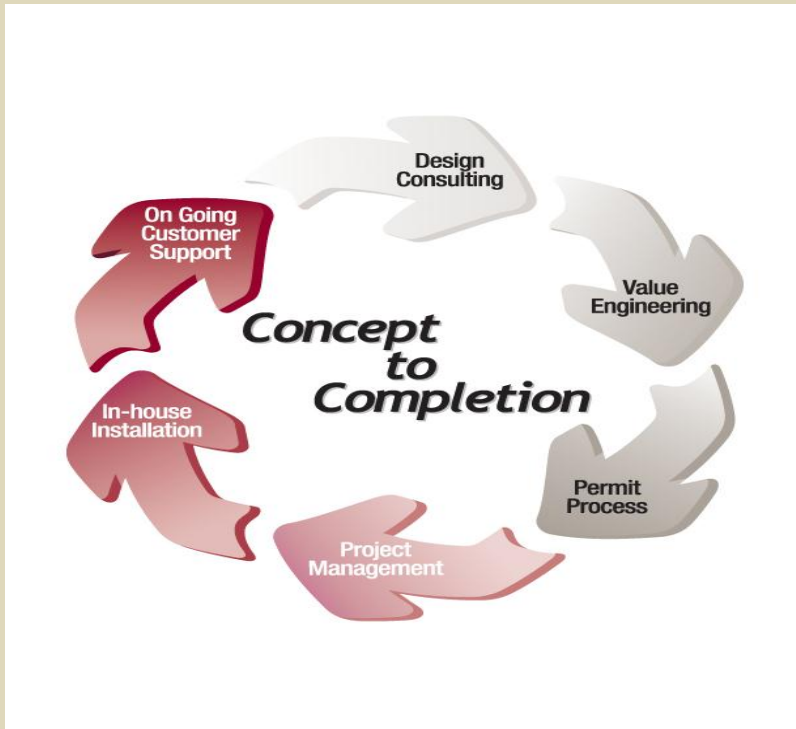 Design
Consulting
Value
Engineering
Permit
Process
Project
Management
In-house
Installation
On Going
Customer
Support
Concept
to
Completion